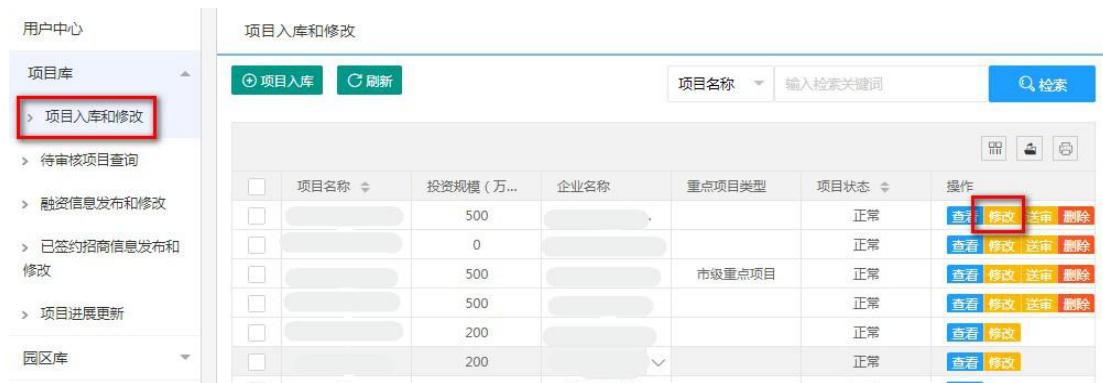 用户中心
项目库
> 项目入库和修改
> 待审核项目查询
> 融资信息发布和修改
> 已签约招商信息发布和
修改
> 项目进展更新
园区库
项目入库和修改
项目入库 刷新 项目名称 输入检索关键词 检索
项目名称 投资规模（万... 企业名称 重点项目类型 项目状态 操作
500 正常 查看 修改 送审 删除
0 正常 查看 修改 送审 删除
500 市级重点项目 正常 查看 修改 送审 删除
500 正常 查看 修改 送审 删除
200 正常 查看 修改
200 正常 查看 修改